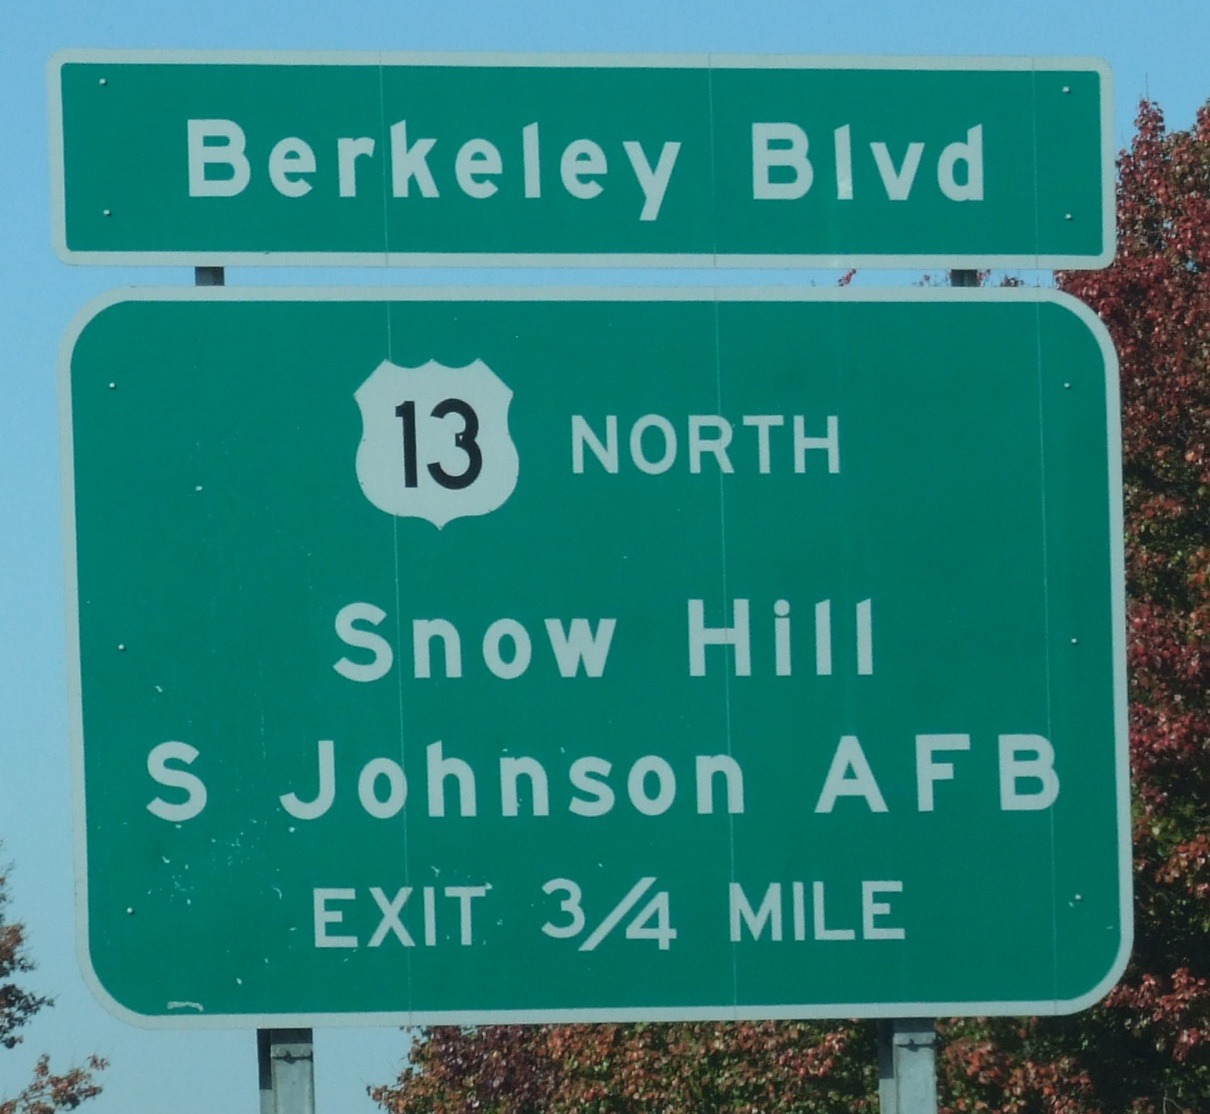 Berkeley Blvd
13 NORTH
Snow Hill
S Johnson AFB
EXIT 3/4 MILE